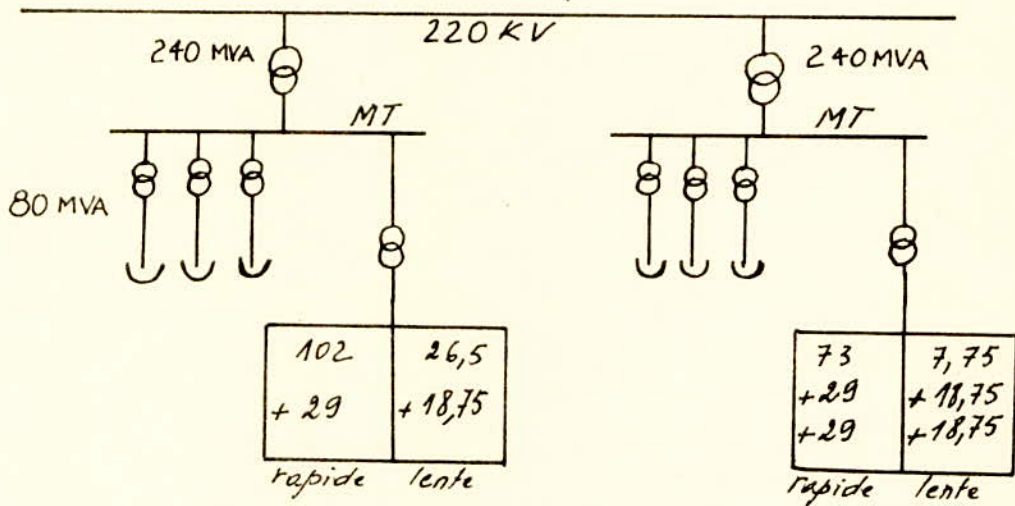 220 KV
240 MVA
240 MVA
MT
MT
80 MVA
102 26,5
+ 29 + 18,75
rapide lente
73 7,75
+29 + 18,75
+29 + 18,75
rapide lente